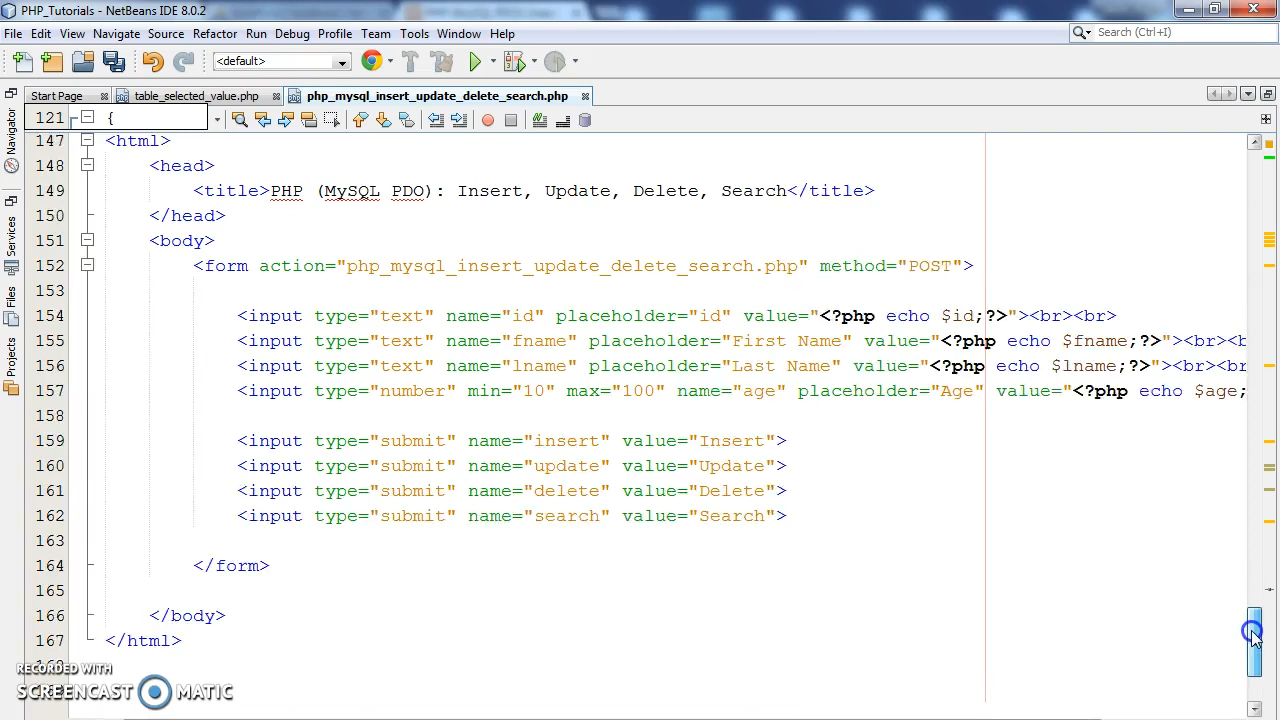 PHP_Tutorials - NetBeans IDE 8.0.2
File Edit View Navigate Source Refactor Run Debug Profile Team Tools Window Help
Search (Ctrl+I)
<default>
Start Page
table_selected_value.php
php_mysql_insert_update_delete_search.php
Navigator
Services
Files
Projects
121 {
147 <html>
148 <head>
149 <title>PHP (MySQL PDO): Insert, Update, Delete, Search</title>
150 </head>
151 <body>
152 <form action="php_mysql_insert_update_delete_search.php" method="POST">
153
154 <input type="text" name="id" placeholder="id" value="<?php echo $id;?>"><br><br>
155 <input type="text" name="fname" placeholder="First Name" value="<?php echo $fname;?>"><br><b
156 <input type="text" name="lname" placeholder="Last Name" value="<?php echo $lname;?>"><br><br
157 <input type="number" min="10" max="100" name="age" placeholder="Age" value="<?php echo $age;
158
159 <input type="submit" name="insert" value="Insert">
160 <input type="submit" name="update" value="Update">
161 <input type="submit" name="delete" value="Delete">
162 <input type="submit" name="search" value="Search">
163
164 </form>
165
166 </body>
167 </html>
RECORDED WITH
SCREENCAST MATIC